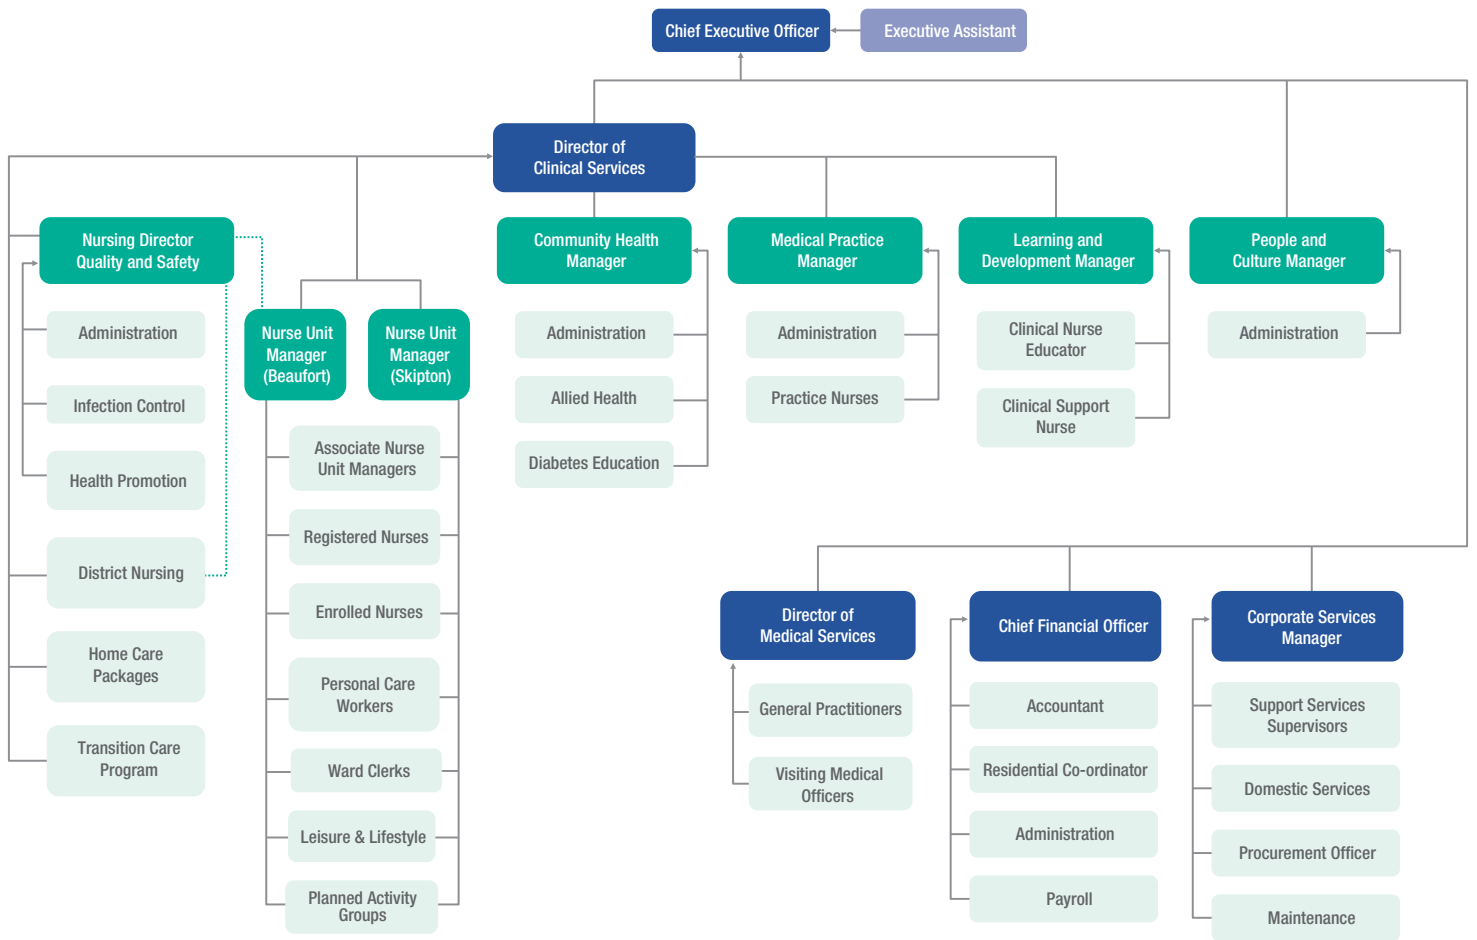 Chief Executive Officer
Executive Assistant
Director of
Clinical Services
Nursing Director
Quality and Safety
Administration
Infection Control
Health Promotion
District Nursing
Home Care
Packages
Transition Care
Program
Nurse Unit
Manager
(Beaufort)
Nurse Unit
Manager
(Skipton)
Associate Nurse
Unit Managers
Registered Nurses
Enrolled Nurses
Personal Care
Workers
Ward Clerks
Leisure & Lifestyle
Planned Activity
Groups
Community Health
Manager
Administration
Allied Health
Diabetes Education
Medical Practice
Manager
Administration
Practice Nurses
Learning and
Development Manager
Clinical Nurse
Educator
Clinical Support
Nurse
People and
Culture Manager
Administration
Director of
Medical Services
General Practitioners
Visiting Medical
Officers
Chief Financial Officer
Accountant
Residential Co-ordinator
Administration
Payroll
Corporate Services
Manager
Support Services
Supervisors
Domestic Services
Procurement Officer
Maintenance